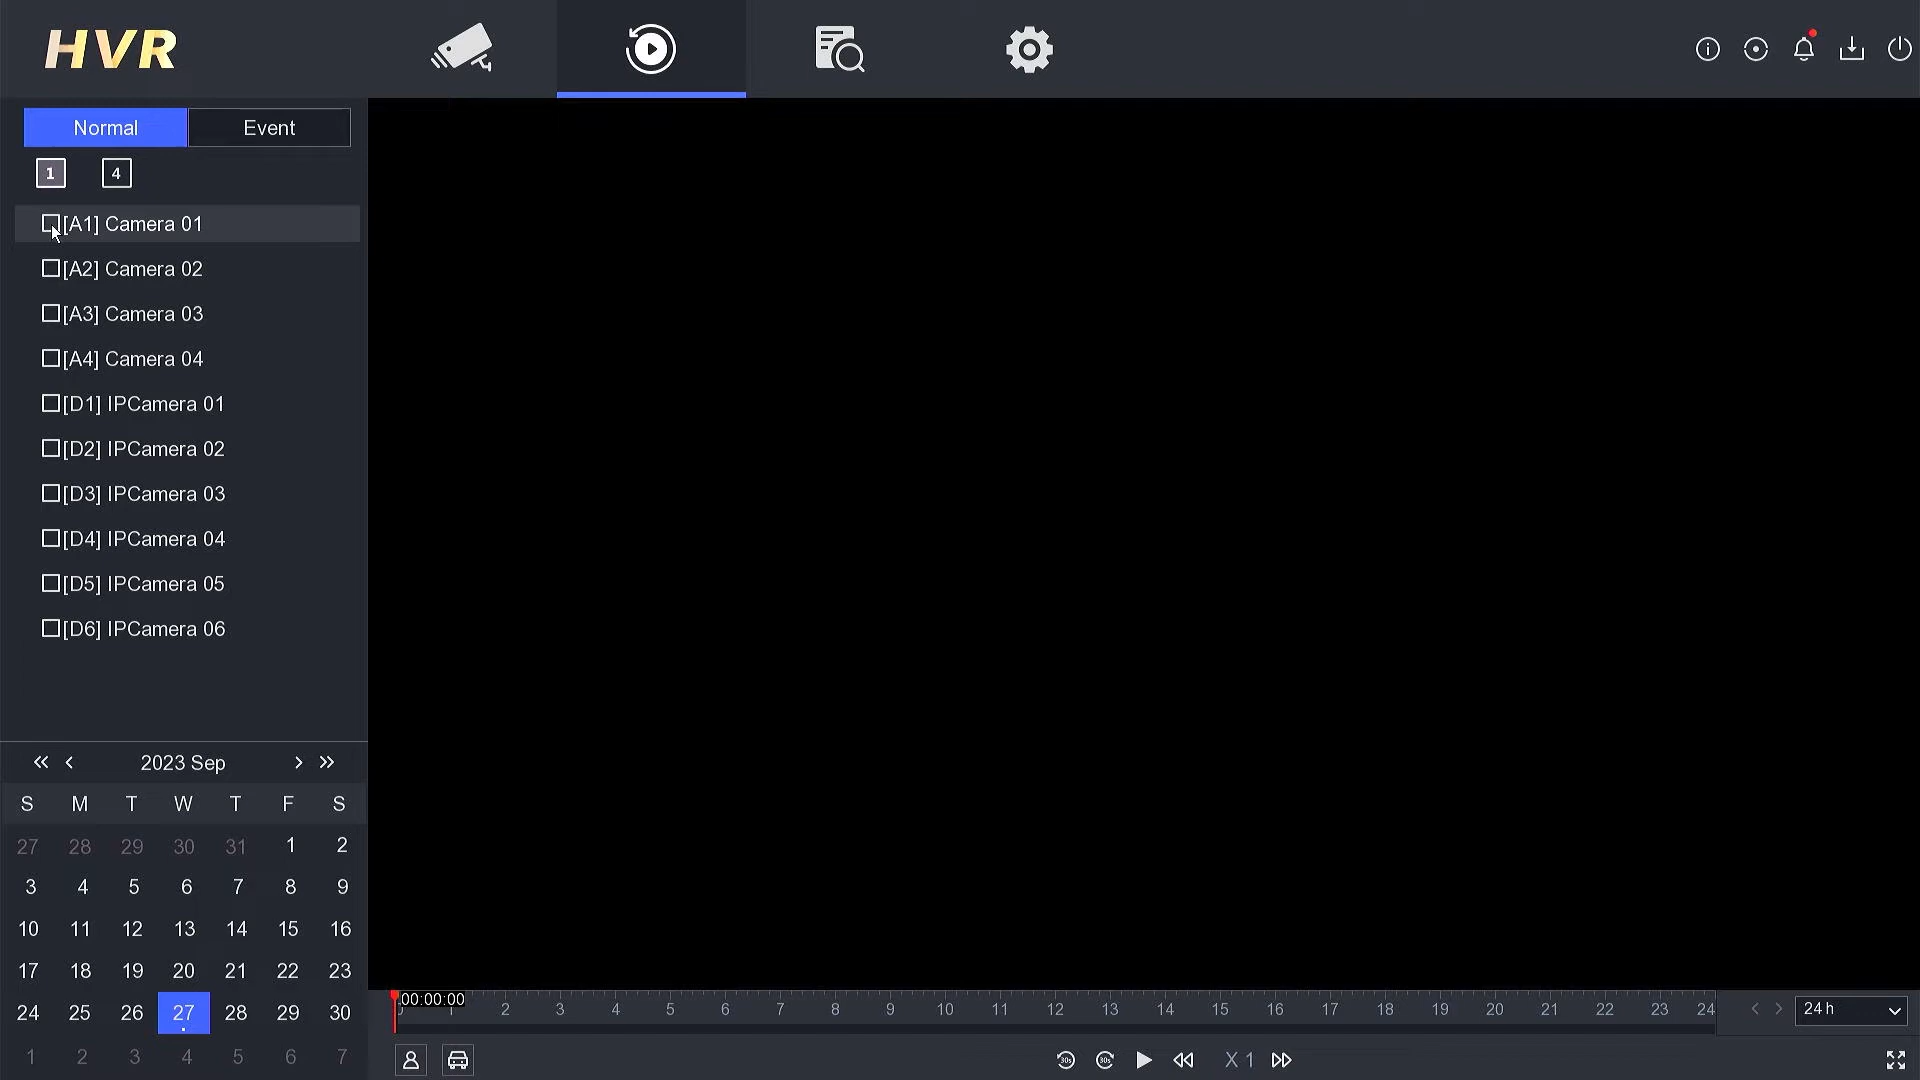 HVR
Normal Event
1 4
[A1] Camera 01
[A2] Camera 02
[A3] Camera 03
[A4] Camera 04
[D1] IPCamera 01
[D2] IPCamera 02
[D3] IPCamera 03
[D4] IPCamera 04
[D5] IPCamera 05
[D6] IPCamera 06
2023 Sep
S M T W T F S
27 28 29 30 31 1 2
3 4 5 6 7 8 9
10 11 12 13 14 15 16
17 18 19 20 21 22 23
24 25 26 27 28 29 30
1 2 3 4 5 6 7
00:00:00
2 3 4 5 6 7 8 9 10 11 12 13 14 15 16 17 18 19 20 21 22 23 24
24 h
30s 30s X 1